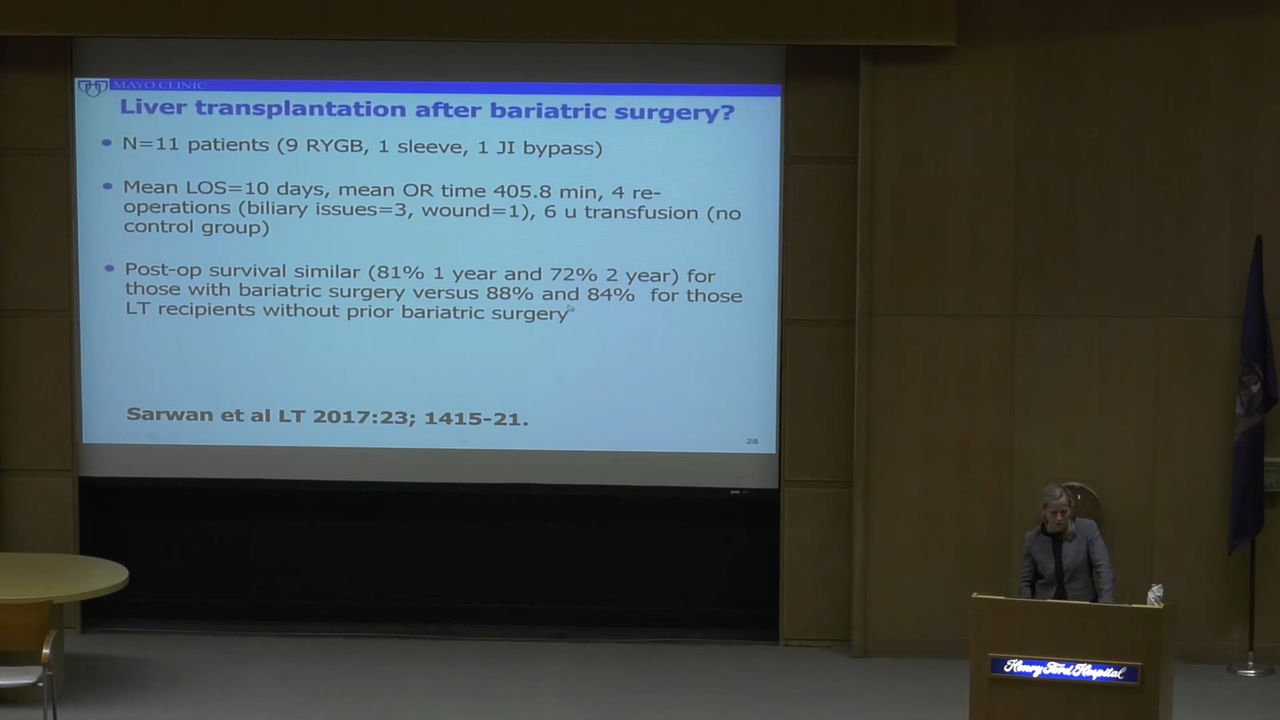 MAYO CLINIC
Liver transplantation after bariatric surgery?
• N=11 patients (9 RYGB, 1 sleeve, 1 JI bypass)
• Mean LOS=10 days, mean OR time 405.8 min, 4 re-
operations (biliary issues=3, wound=1), 6 u transfusion (no
control group)
• Post-op survival similar (81% 1 year and 72% 2 year) for
those with bariatric surgery versus 88% and 84% for those
LT recipients without prior bariatric surgery
Sarwan et al LT 2017:23; 1415-21.
28
Henry Ford Hospital